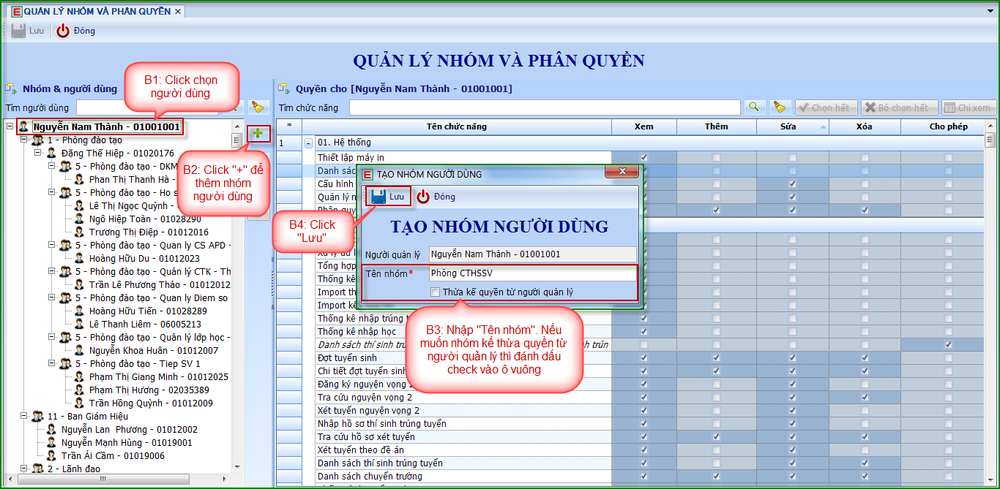 QUẢN LÝ NHÓM VÀ PHÂN QUYỀN
Lưu Đóng
QUẢN LÝ NHÓM VÀ PHÂN QUYỀN
B1: Click chọn
người dùng
Nhóm & người dùng
Tìm người dùng
Nguyễn Nam Thành - 01001001
1 - Phòng đào tạo
Đặng Thế Hiệp - 01020176
5 - Phòng đào tạo - DKM
Phan Thị Thanh Hà -
5 - Phòng đào tạo - Ho s
Lê Thị Ngọc Quỳnh -
Ngô Hiệp Toàn - 01028290
Trương Thị Điệp - 01012016
5 - Phòng đào tạo - Quan ly CS APD -
Hoàng Hữu Du - 01012023
5 - Phòng đào tạo - Quản lý CTK - Th
Trần Lê Phương Thảo - 01012012
5 - Phòng đào tạo - Quan ly Diem so
Hoàng Hữu Tiến - 01028289
Lê Thanh Liêm - 06005213
5 - Phòng đào tạo - Quản lý lớp học -
Nguyễn Khoa Huân - 01012007
5 - Phòng đào tạo - Tiep SV 1
Phạm Thị Giang Minh - 01012025
Phạm Thị Hương - 02035389
Trần Hồng Quỳnh - 01012009
11 - Ban Giám Hiệu
Nguyễn Lan Phương - 01012002
Nguyễn Mạnh Hùng - 01019001
Trần Ái Cầm - 01019006
2 - Lãnh đao
B2: Click "+" để
thêm nhóm
người dùng
Quyền cho [Nguyễn Nam Thành - 01001001]
Tìm chức năng
Chọn hết Bỏ chọn hết Chỉ xem
* Tên chức năng Xem Thêm Sửa Xóa Cho phép
1 01. Hệ thống
Thiết lập máy in
Danh sác
Cấu hình
Quản lý n
Phân quy
Xử lý dữ l
Tổng hợp
Thống kê
Import th
Import kê
Thống kê nhập trúng t
Thống kê nhập học
Danh sách thí sinh trú nh trún
Đợt tuyển sinh
Chi tiết đợt tuyển sinh
Đăng ký nguyện vọng 2
Tra cứu nguyện vọng 2
Xét tuyển nguyện vọng 2
Nhập hồ sơ thí sinh trúng tuyển
Tra cứu hồ sơ xét tuyển
Xét tuyển theo đề án
Danh sách thí sinh trúng tuyển
Danh sách chuyển trường
TẠO NHÓM NGƯỜI DÙNG
Lưu Đóng
TẠO NHÓM NGƯỜI DÙNG
Người quản lý Nguyễn Nam Thành - 01001001
Tên nhóm* Phòng CTHSSV
Thừa kế quyền từ người quản lý
B4: Click
"Lưu"
B3: Nhập "Tên nhóm". Nếu
muốn nhóm kế thừa quyền từ
người quản lý thì đánh dấu
check vào ô vuông